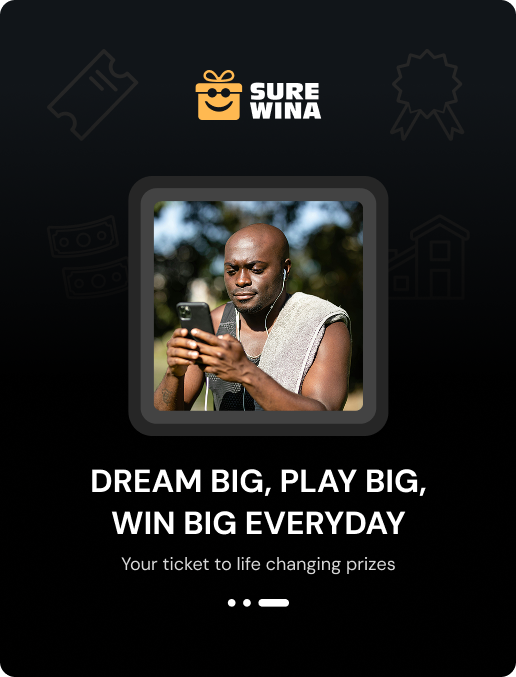 SURE
WINA
DREAM BIG, PLAY BIG,
WIN BIG EVERYDAY
Your ticket to life changing prizes